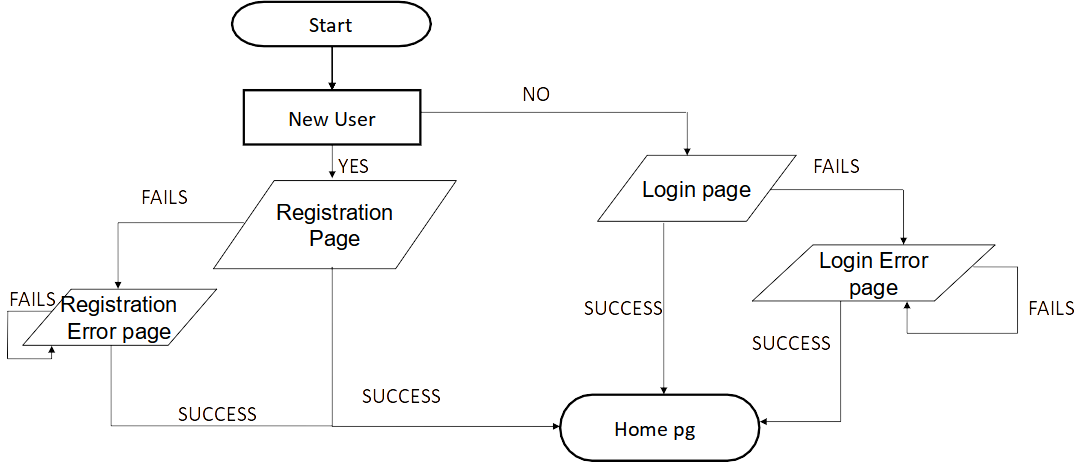 Start
NO
New User
YES
FAILS
Login page
FAILS
Registration
Page
Login Error
page
FAILS
Registration
Error page
FAILS
SUCCESS
SUCCESS
SUCCESS
SUCCESS
Home pg